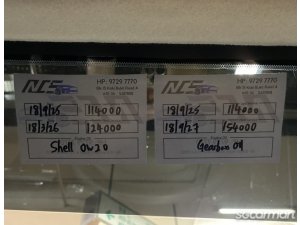 NCS
HP: 9729 7770
18/9/25 114000
18/3/26 124000
Shell 0W20
NCS
HP: 9729 7770
18/9/25 114000
18/9/27 154000
Gearbox Oil
sgcarmart